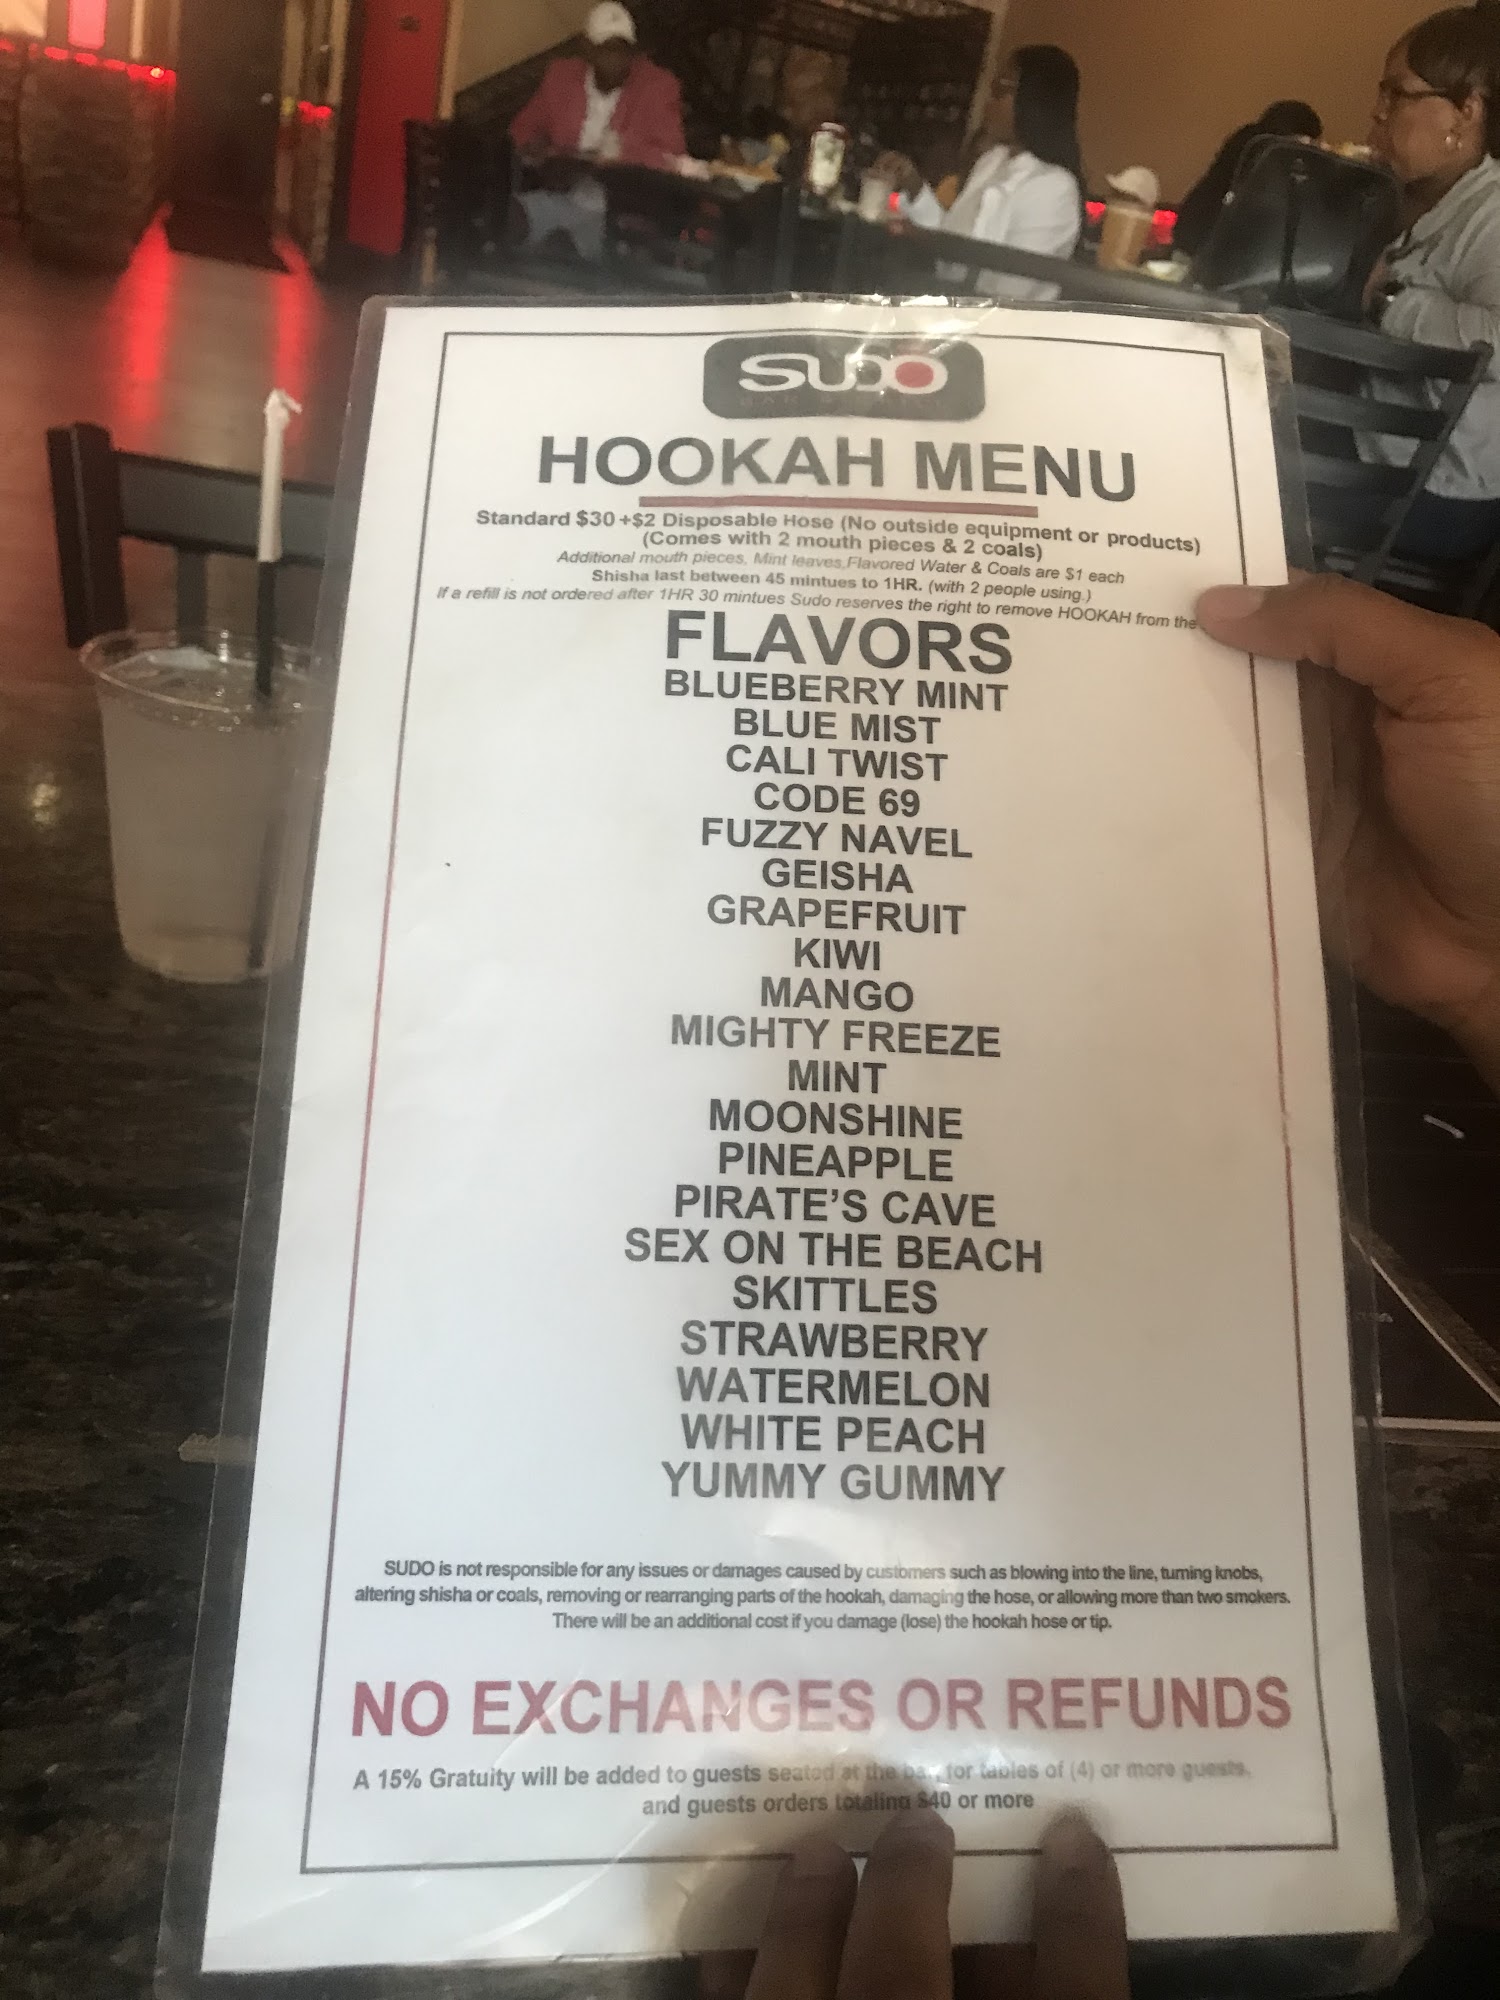 SUDO
HOOKAH MENU
Standard $30 +$2 Disposable Hose (No outside equipment or products)
(Comes with 2 mouth pieces & 2 coals)
Additional mouth pieces, Mint leaves,Flavored Water & Coals are $1 each
Shisha last between 45 mintues to 1HR. (with 2 people using.)
If a refill is not ordered after 1HR 30 mintues Sudo reserves the right to remove HOOKAH from the
FLAVORS
BLUEBERRY MINT
BLUE MIST
CALI TWIST
CODE 69
FUZZY NAVEL
GEISHA
GRAPEFRUIT
KIWI
MANGO
MIGHTY FREEZE
MINT
MOONSHINE
PINEAPPLE
PIRATE'S CAVE
SEX ON THE BEACH
SKITTLES
STRAWBERRY
WATERMELON
WHITE PEACH
YUMMY GUMMY
SUDO is not responsible for any issues or damages caused by customers such as blowing into the line, turning knobs,
altering shisha or coals, removing or rearranging parts of the hookah, damaging the hose, or allowing more than two smokers.
There will be an additional cost if you damage (lose) the hookah hose or tip.
NO EXCHANGES OR REFUNDS
A 15% Gratuity will be added to guests seated at the bar, for tables of (4) or more guests,
and guests orders totaling $40 or more